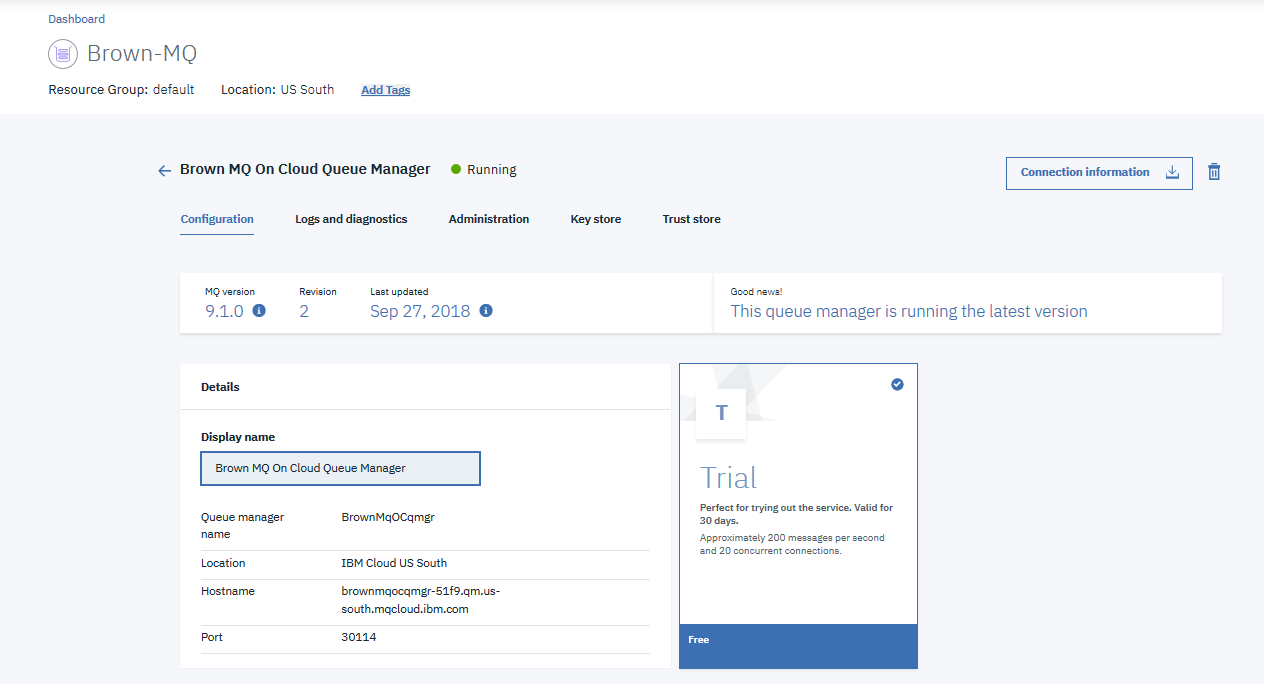 Dashboard
Brown-MQ
Resource Group: default Location: US South Add Tags
Brown MQ On Cloud Queue Manager Running
Connection information
Configuration Logs and diagnostics Administration Key store Trust store
MQ version Revision Last updated
9.1.0 2 Sep 27, 2018
Good news!
This queue manager is running the latest version
Details
Display name
Brown MQ On Cloud Queue Manager
Queue manager name BrownMqOCqmgr
Location IBM Cloud US South
Hostname brownmqocqmgr-51f9.qm.us-
south.mqcloud.ibm.com
Port 30114
T
Trial
Perfect for trying out the service. Valid for
30 days.
Approximately 200 messages per second
and 20 concurrent connections.
Free